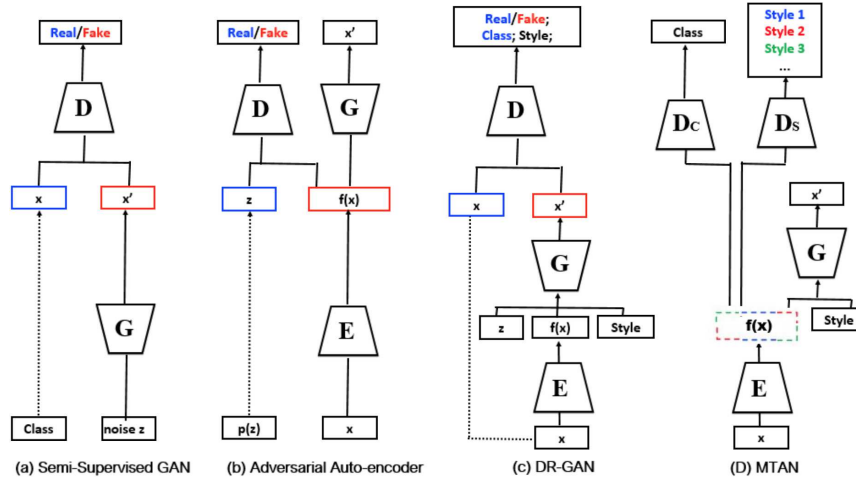 Real/Fake
D
x
x'
G
Class
noise z
(a) Semi-Supervised GAN
Real/Fake
x'
D
G
z
f(x)
E
p(z)
x
(b) Adversarial Auto-encoder
Real/Fake;
Class; Style;
D
x
x'
G
z
f(x)
Style
E
x
(c) DR-GAN
Class
Style 1
Style 2
Style 3
...
DC
DS
x'
G
f(x)
Style
E
x
(D) MTAN